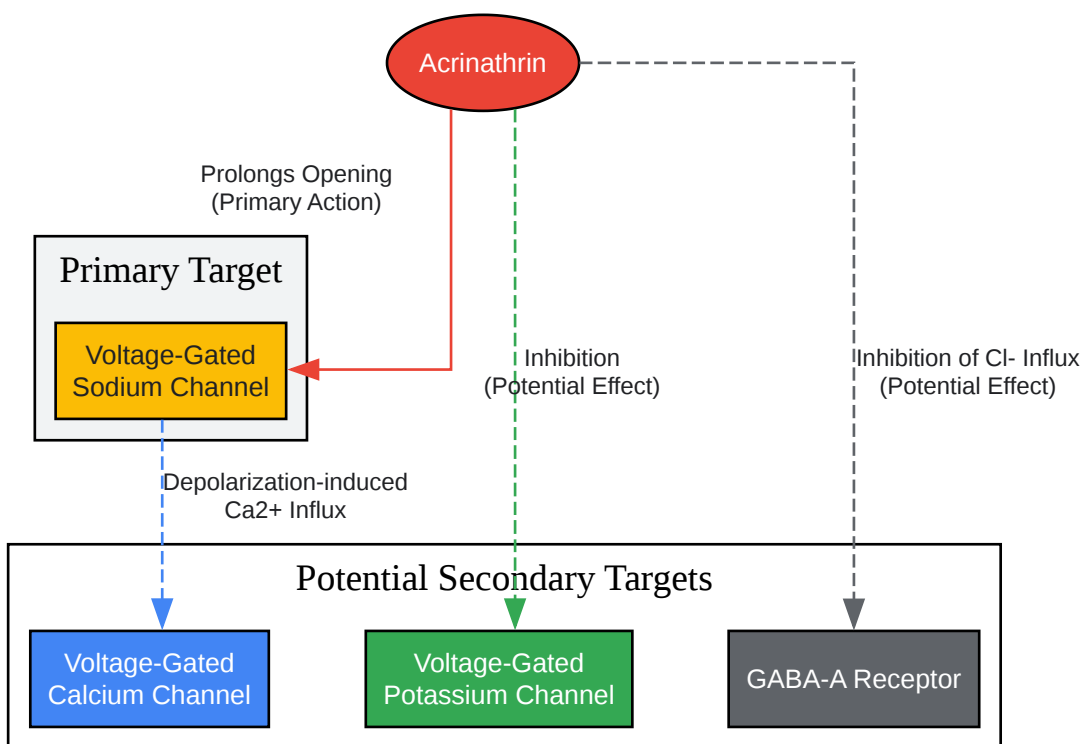 Acrinathrin
Prolongs Opening
(Primary Action)
Primary Target
Voltage-Gated
Sodium Channel
Inhibition
(Potential Effect)
Inhibition of Cl- Influx
(Potential Effect)
Depolarization-induced
Ca2+ Influx
Potential Secondary Targets
Voltage-Gated
Calcium Channel
Voltage-Gated
Potassium Channel
GABA-A Receptor